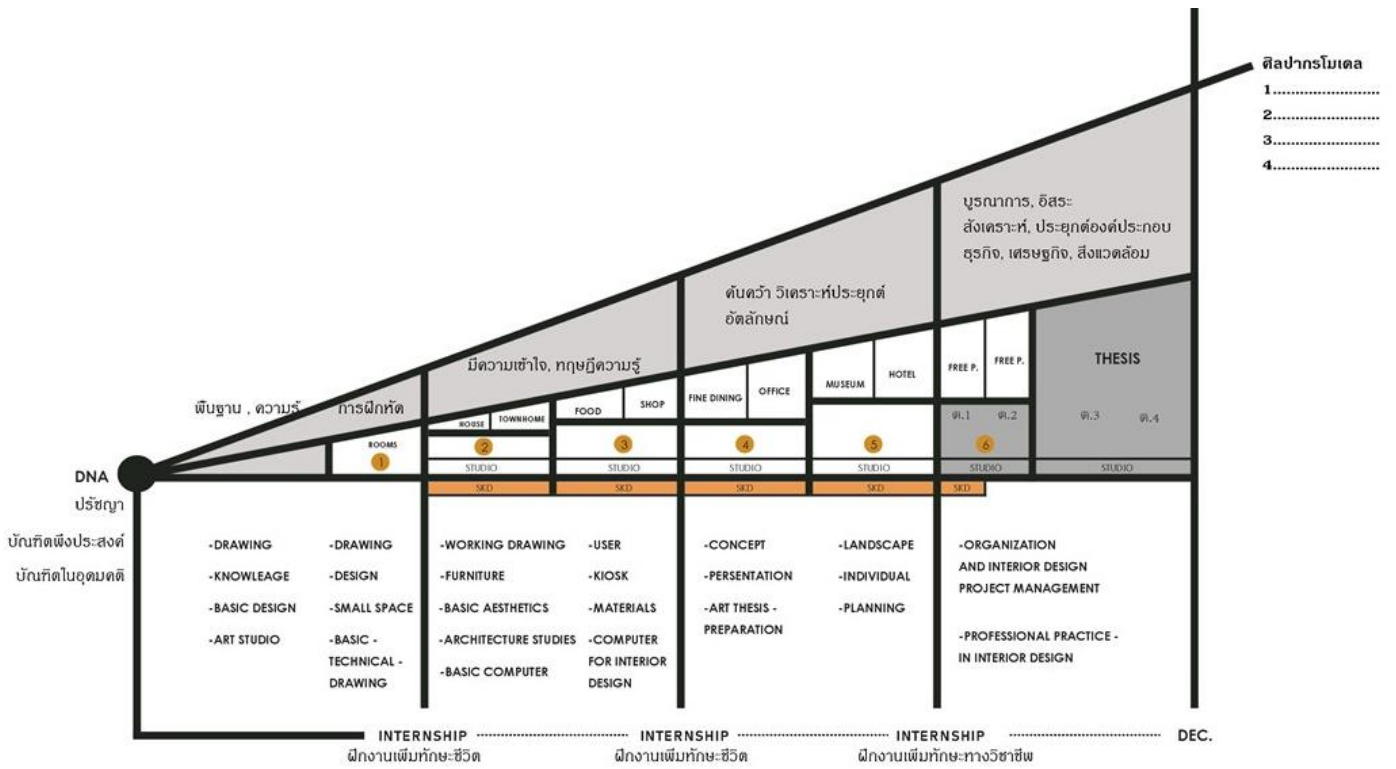 ศิลปากรโมเดล
1........................
2........................
3........................
4........................
บูรณาการ, อิสระ
สังเคราะห์, ประยุกต์องค์ประกอบ
ธุรกิจ, เศรษฐกิจ, สิ่งแวดล้อม
ค้นคว้า วิเคราะห์ประยุกต์
อัตลักษณ์
มีความเข้าใจ, ทฤษฎีความรู้
พื้นฐาน , ความรู้
การฝึกหัด
ROOMS
1
HOUSE
TOWNHOME
2
FOOD
SHOP
3
FINE DINING
OFFICE
4
MUSEUM
HOTEL
5
FREE P.
FREE P.
ต.1
ต.2
6
THESIS
ต.3
ต.4
STUDIO
STUDIO
STUDIO
STUDIO
STUDIO
STUDIO
SKD
SKD
SKD
SKD
SKD
DNA
ปรัชญา
บัณฑิตพึงประสงค์
บัณฑิตในอุดมคติ
-DRAWING
-KNOWLEAGE
-BASIC DESIGN
-ART STUDIO
-DRAWING
-DESIGN
-SMALL SPACE
-BASIC -
TECHNICAL -
DRAWING
-WORKING DRAWING
-FURNITURE
-BASIC AESTHETICS
-ARCHITECTURE STUDIES
-BASIC COMPUTER
-USER
-KIOSK
-MATERIALS
-COMPUTER
FOR INTERIOR
DESIGN
-CONCEPT
-PERSENTATION
-ART THESIS -
PREPARATION
-LANDSCAPE
-INDIVIDUAL
-PLANNING
-ORGANIZATION
AND INTERIOR DESIGN
PROJECT MANAGEMENT
-PROFESSIONAL PRACTICE -
IN INTERIOR DESIGN
INTERNSHIP
ฝึกงานเพิ่มทักษะชีวิต
INTERNSHIP
ฝึกงานเพิ่มทักษะชีวิต
INTERNSHIP
ฝึกงานเพิ่มทักษะทางวิชาชีพ
DEC.